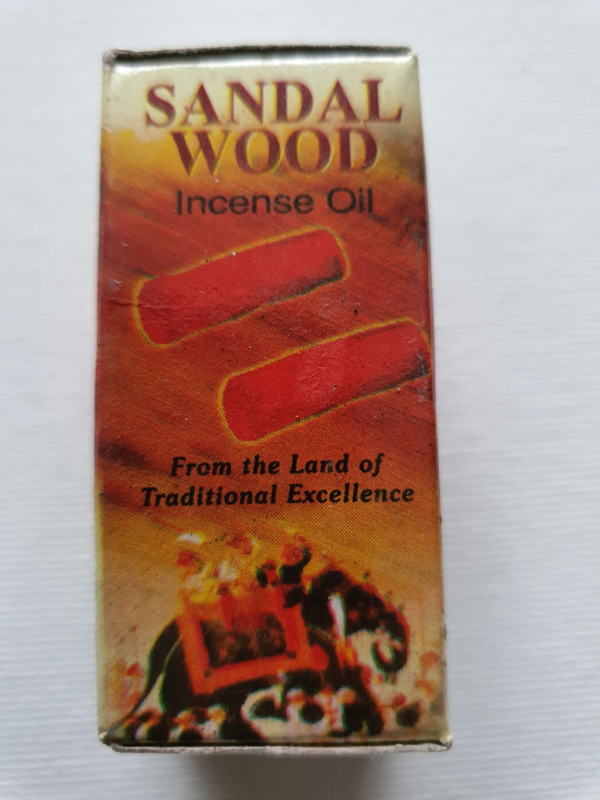 SANDAL
WOOD
Incense Oil
From the Land of
Traditional Excellence